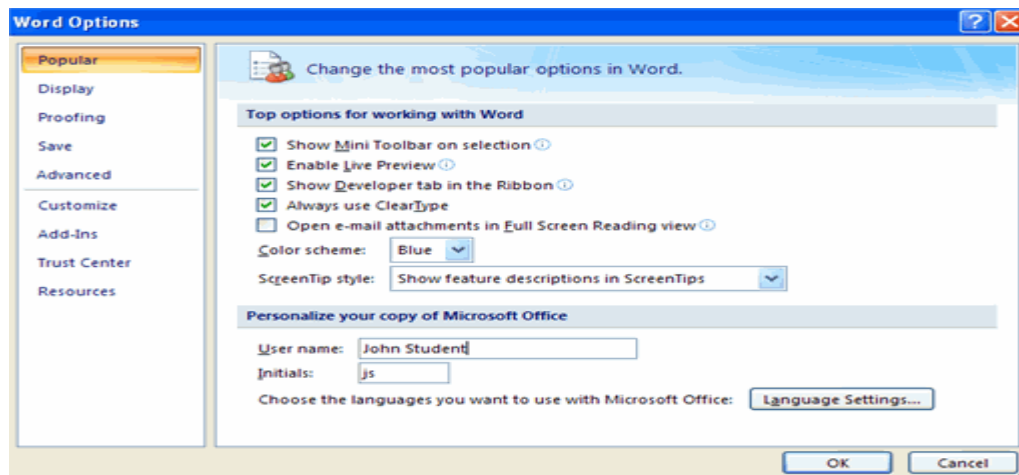 Word Options
Popular
Display
Proofing
Save
Advanced
Customize
Add-Ins
Trust Center
Resources
Change the most popular options in Word.
Top options for working with Word
Show Mini Toolbar on selection
Enable Live Preview
Show Developer tab in the Ribbon
Always use ClearType
Open e-mail attachments in Full Screen Reading view
Color scheme: Blue
ScreenTip style: Show feature descriptions in ScreenTips
Personalize your copy of Microsoft Office
User name: John Student
Initials: js
Choose the languages you want to use with Microsoft Office: Language Settings...
OK Cancel